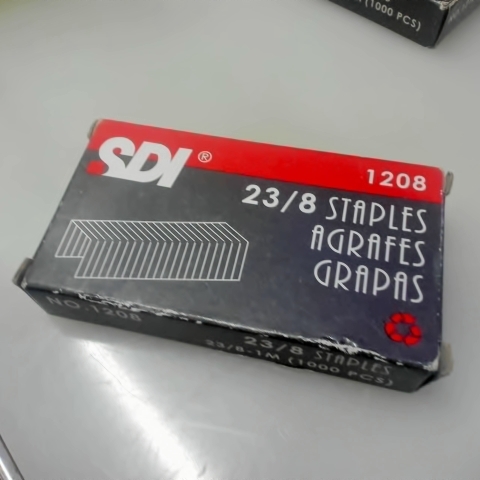 (1000 PCS)
SDI®
1208
23/8 STAPLES
AGRAFES
GRAPAS
NO.1208
23/8 STAPLES
23/8-1M (1000 PCS)